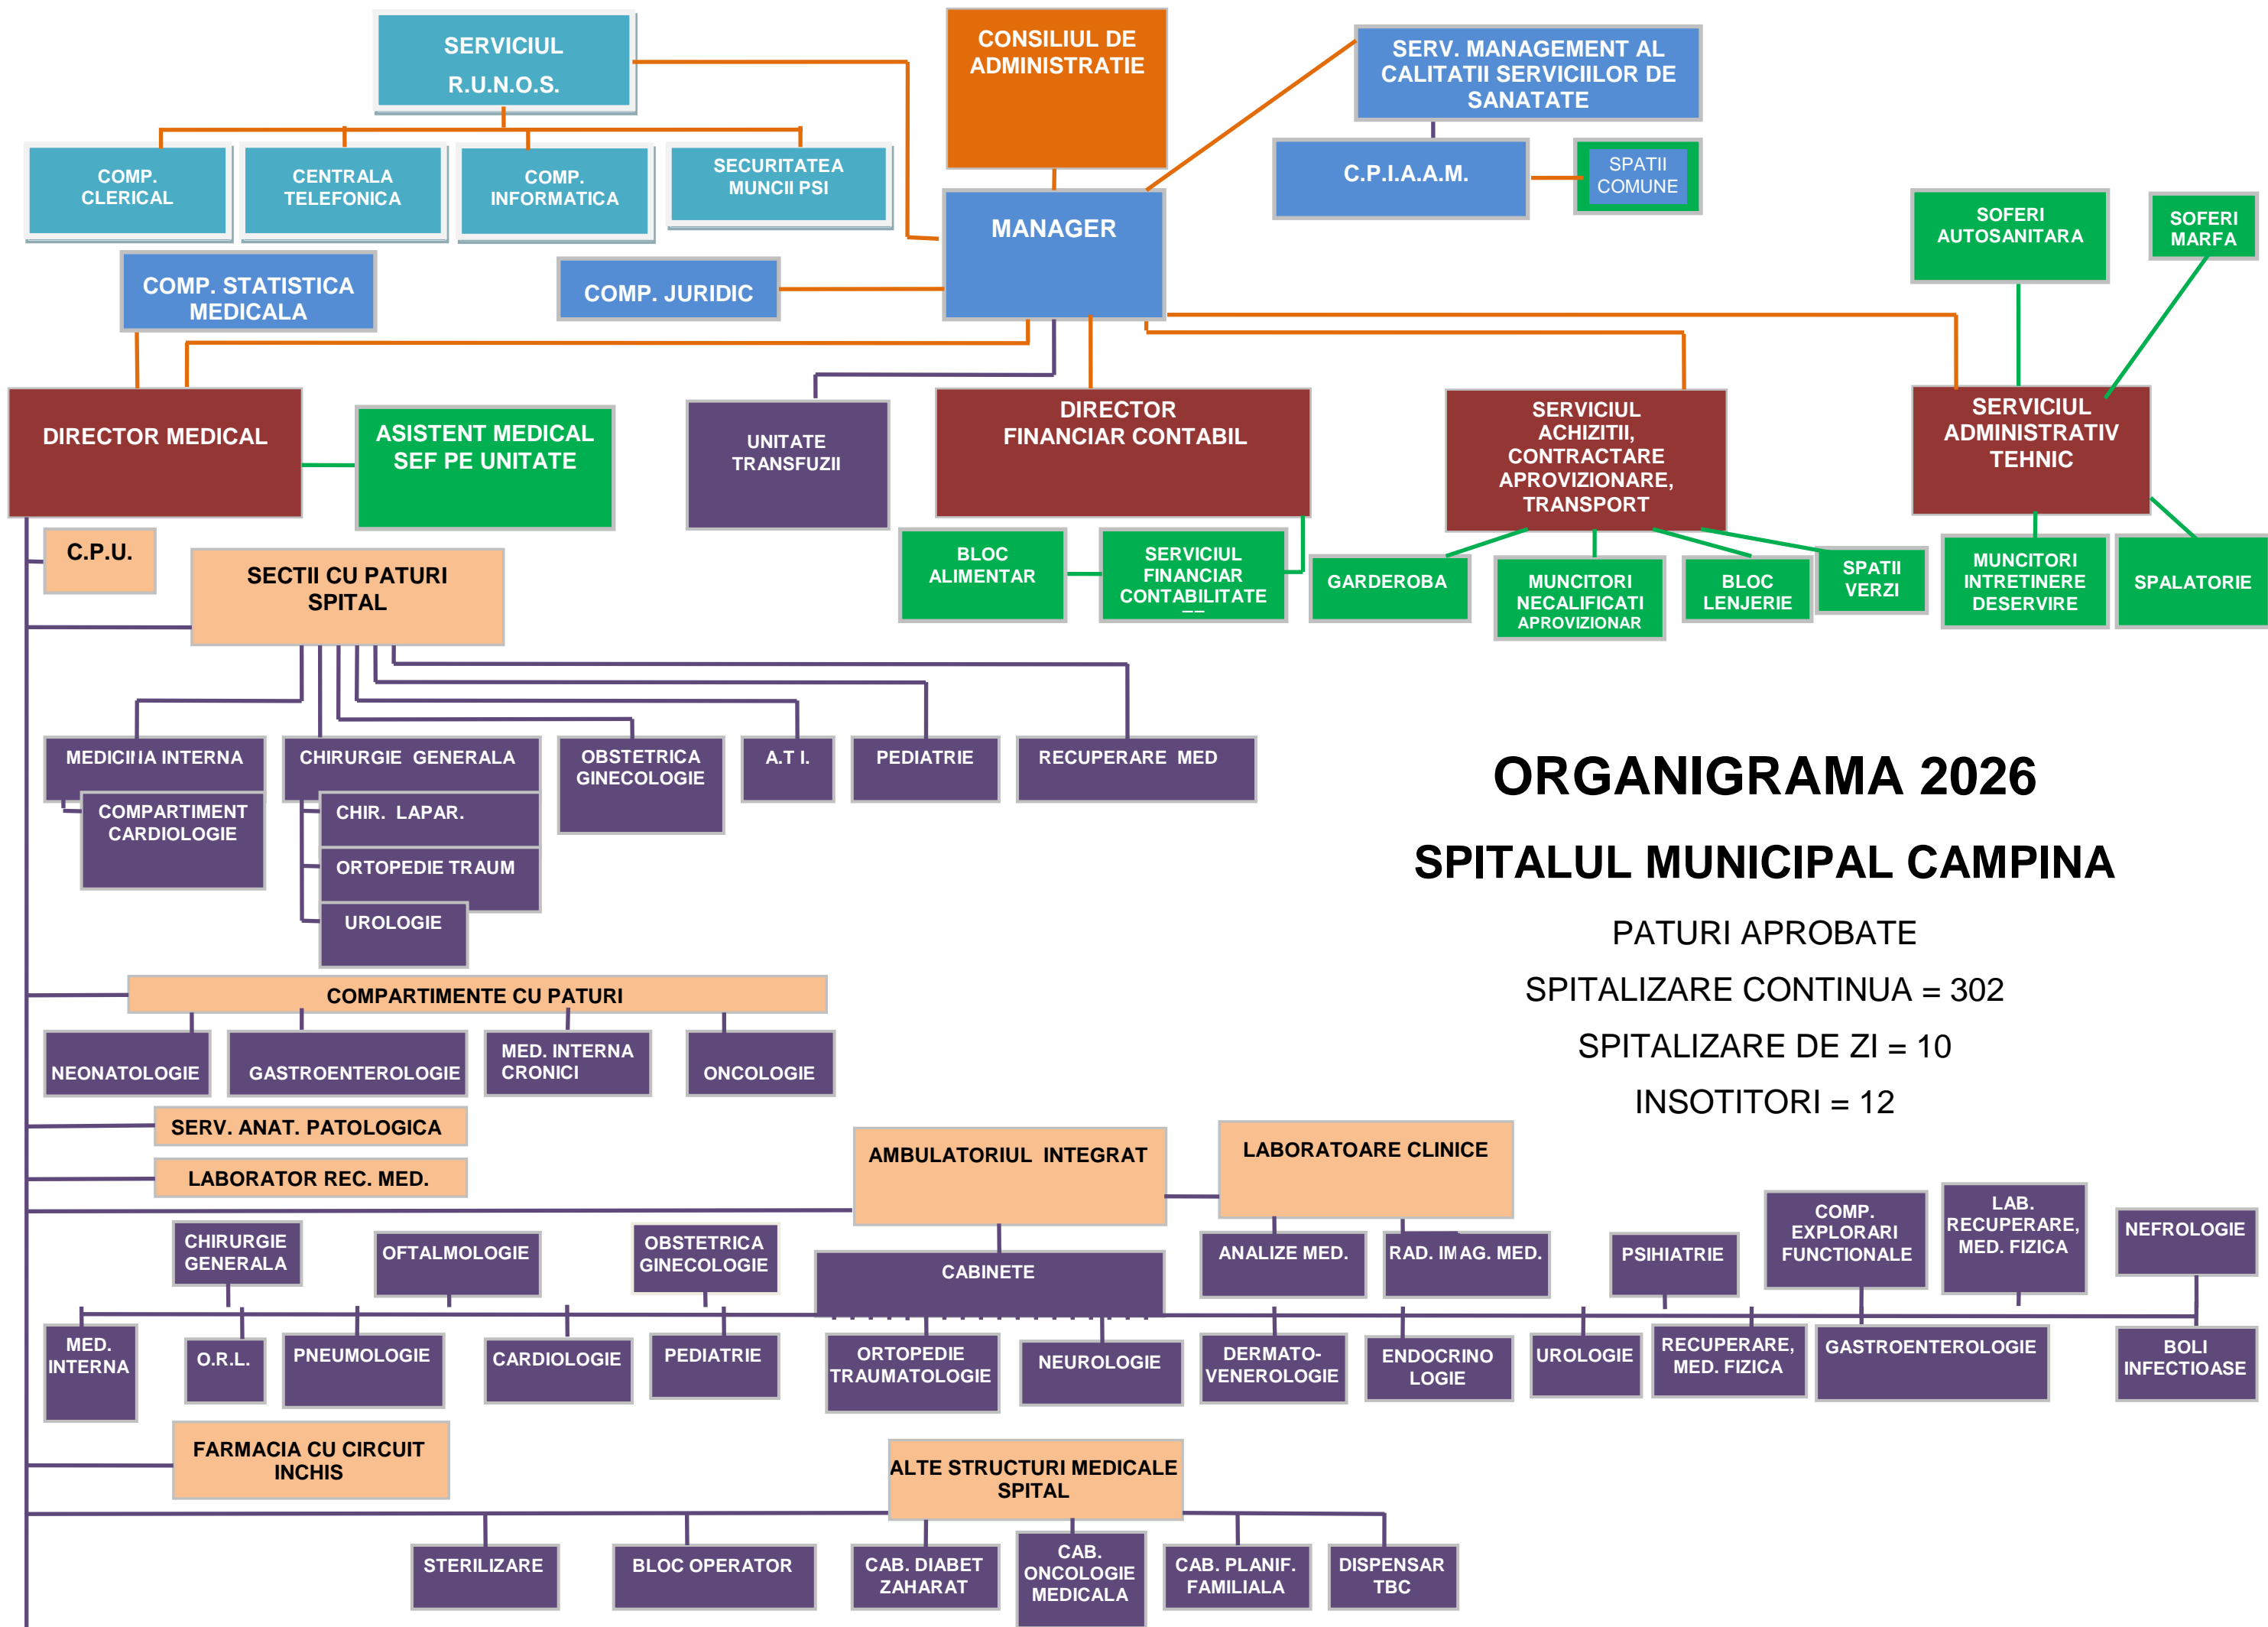 SERVICIUL
R.U.N.O.S.
CONSILIUL DE
ADMINISTRATIE
SERV. MANAGEMENT AL
CALITATII SERVICIILOR DE
SANATATE
COMP.
CLERICAL
CENTRALA
TELEFONICA
COMP.
INFORMATICA
SECURITATEA
MUNCII PSI
C.P.I.A.A.M.
SPATII
COMUNE
MANAGER
SOFERI
AUTOSANITARA
SOFERI
MARFA
COMP. STATISTICA
MEDICALA
COMP. JURIDIC
DIRECTOR MEDICAL
ASISTENT MEDICAL
SEF PE UNITATE
UNITATE
TRANSFUZII
DIRECTOR
FINANCIAR CONTABIL
SERVICIUL
ACHIZITII,
CONTRACTARE
APROVIZIONARE,
TRANSPORT
SERVICIUL
ADMINISTRATIV
TEHNIC
C.P.U.
SECTII CU PATURI
SPITAL
BLOC
ALIMENTAR
SERVICIUL
FINANCIAR
CONTABILITATE
GARDEROBA
MUNCITORI
NECALIFICATI
APROVIZIONAR
BLOC
LENJERIE
SPATII
VERZI
MUNCITORI
INTRETINERE
DESERVIRE
SPALATORIE
MEDICINA INTERNA
COMPARTIMENT
CARDIOLOGIE
CHIRURGIE GENERALA
CHIR. LAPAR.
ORTOPEDIE TRAUM
UROLOGIE
OBSTETRICA
GINECOLOGIE
A.T I.
PEDIATRIE
RECUPERARE MED
ORGANIGRAMA 2026
SPITALUL MUNICIPAL CAMPINA
PATURI APROBATE
SPITALIZARE CONTINUA = 302
SPITALIZARE DE ZI = 10
INSOTITORI = 12
COMPARTIMENTE CU PATURI
NEONATOLOGIE
GASTROENTEROLOGIE
MED. INTERNA
CRONICI
ONCOLOGIE
SERV. ANAT. PATOLOGICA
LABORATOR REC. MED.
AMBULATORIUL INTEGRAT
LABORATOARE CLINICE
CHIRURGIE
GENERALA
OFTALMOLOGIE
OBSTETRICA
GINECOLOGIE
CABINETE
ANALIZE MED.
RAD. IMAG. MED.
PSIHIATRIE
COMP.
EXPLORARI
FUNCTIONALE
LAB.
RECUPERARE,
MED. FIZICA
NEFROLOGIE
MED.
INTERNA
O.R.L.
PNEUMOLOGIE
CARDIOLOGIE
PEDIATRIE
ORTOPEDIE
TRAUMATOLOGIE
NEUROLOGIE
DERMATO-
VENEROLOGIE
ENDOCRINO
LOGIE
UROLOGIE
RECUPERARE,
MED. FIZICA
GASTROENTEROLOGIE
BOLI
INFECTIOASE
FARMACIA CU CIRCUIT
INCHIS
ALTE STRUCTURI MEDICALE
SPITAL
STERILIZARE
BLOC OPERATOR
CAB. DIABET
ZAHARAT
CAB.
ONCOLOGIE
MEDICALA
CAB. PLANIF.
FAMILIALA
DISPENSAR
TBC